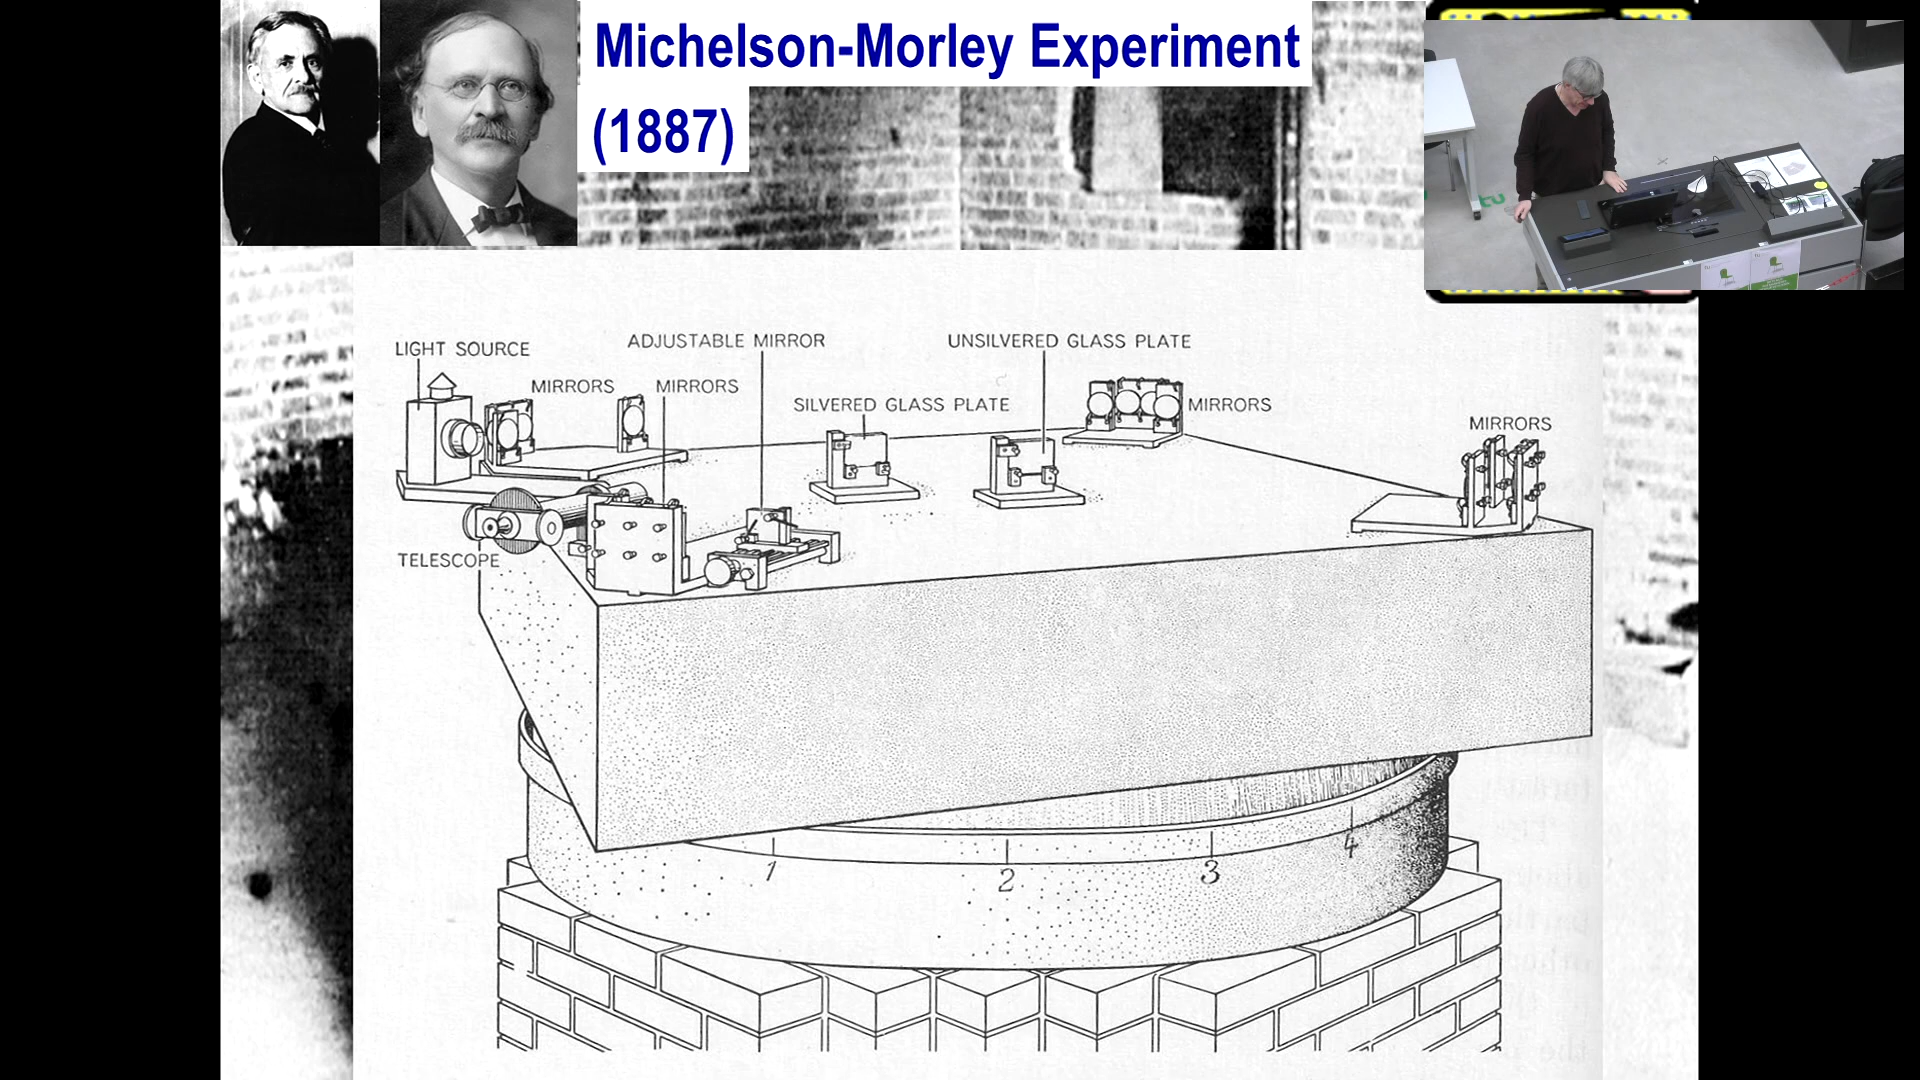 Michelson-Morley Experiment
(1887)
LIGHT SOURCE
ADJUSTABLE MIRROR
UNSILVERED GLASS PLATE
MIRRORS
MIRRORS
SILVERED GLASS PLATE
MIRRORS
MIRRORS
TELESCOPE
1
2
3
4